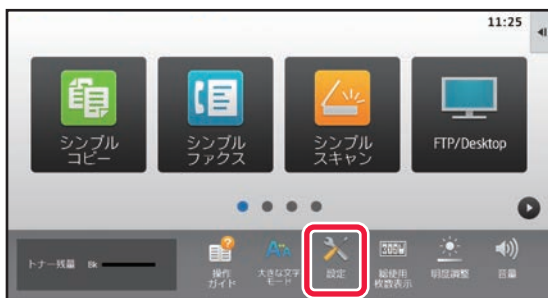 11:25
シンプル
コピー
シンプル
ファクス
シンプル
スキャン
FTP/Desktop
トナー残量 Bk
操作
ガイド
大きな文字
モード
設定
総使用
枚数表示
明度調整
音量